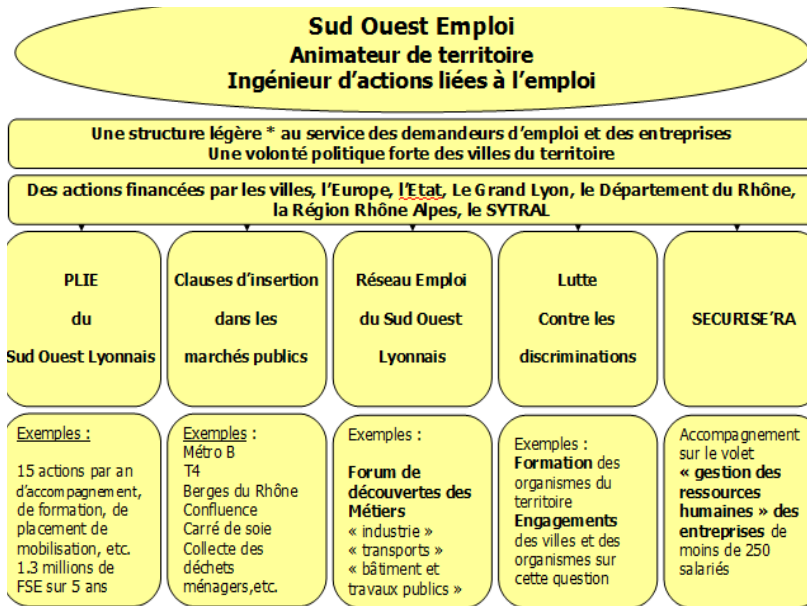 Sud Ouest Emploi
Animateur de territoire
Ingénieur d’actions liées à l’emploi
Une structure légère * au service des demandeurs d’emploi et des entreprises
Une volonté politique forte des villes du territoire
Des actions financées par les villes, l’Europe, l’Etat, Le Grand Lyon, le Département du Rhône,
la Région Rhône Alpes, le SYTRAL
PLIE
du
Sud Ouest Lyonnais
Clauses d’insertion
dans les
marchés publics
Réseau Emploi
du Sud Ouest
Lyonnais
Lutte
Contre les
discriminations
SECURISE’RA
Exemples :
15 actions par an
d’accompagnement,
de formation, de
placement de
mobilisation, etc.
1.3 millions de
FSE sur 5 ans
Exemples :
Métro B
T4
Berges du Rhône
Confluence
Carré de soie
Collecte des
déchets
ménagers,etc.
Exemples :
Forum de
découvertes des
Métiers
« industrie »
« transports »
« bâtiment et
travaux publics »
Exemples :
Formation des
organismes du
territoire
Engagements
des villes et des
organismes sur
cette question
Accompagnement
sur le volet
« gestion des
ressources
humaines » des
entreprises de
moins de 250
salariés